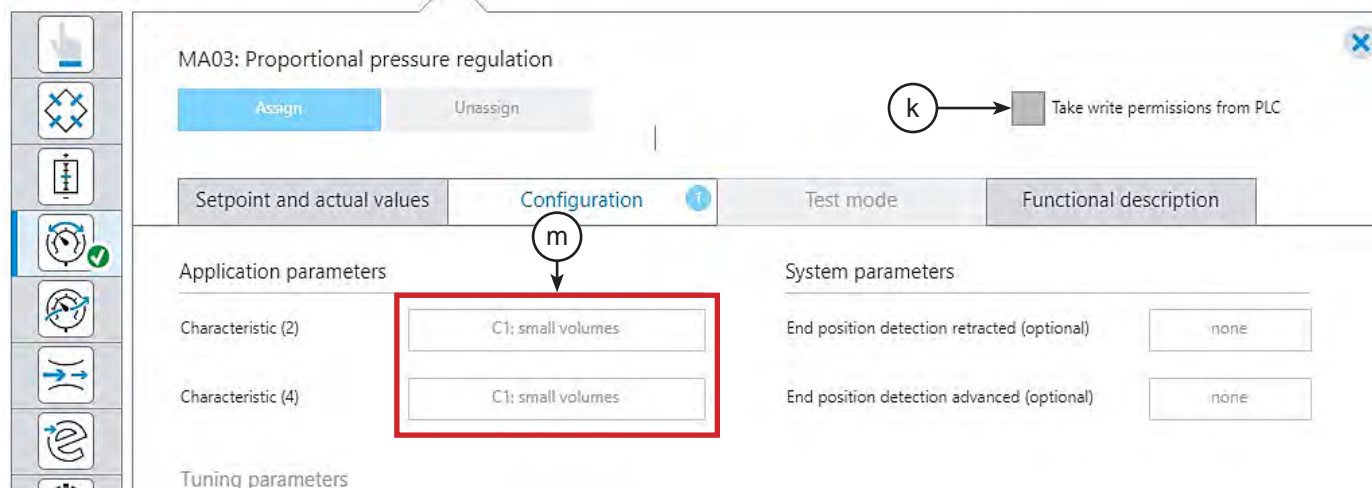 MA03: Proportional pressure regulation
Assign
Unassign
k
Take write permissions from PLC
Setpoint and actual values
Configuration
1
Test mode
Functional description
m
Application parameters
System parameters
Characteristic (2)
C1: small volumes
End position detection retracted (optional)
none
Characteristic (4)
C1: small volumes
End position detection advanced (optional)
none
Tuning parameters